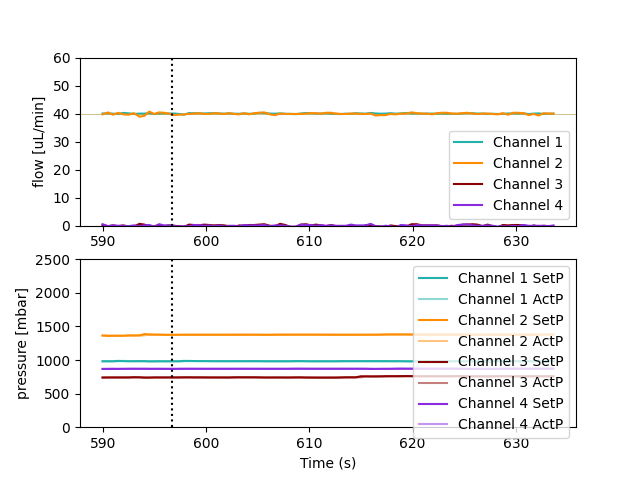 60
50
40
30
20
10
0
flow [uL/min]
Channel 1
Channel 2
Channel 3
Channel 4
590
600
610
620
630
2500
2000
1500
1000
500
0
pressure [mbar]
Channel 1 SetP
Channel 1 ActP
Channel 2 SetP
Channel 2 ActP
Channel 3 SetP
Channel 3 ActP
Channel 4 SetP
Channel 4 ActP
590
600
610
620
630
Time (s)